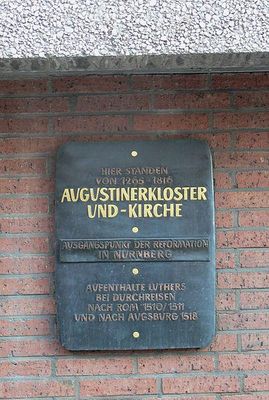 HIER STANDEN
VON 1265-1816
AUGUSTINERKLOSTER
UND-KIRCHE
AUSGANGSPUNKT DER REFORMATION
IN NÜRNBERG
AUFENTHALTE LUTHERS
BEI DURCHREISEN
NACH ROM 1510/1511
UND NACH AUGSBURG 1518